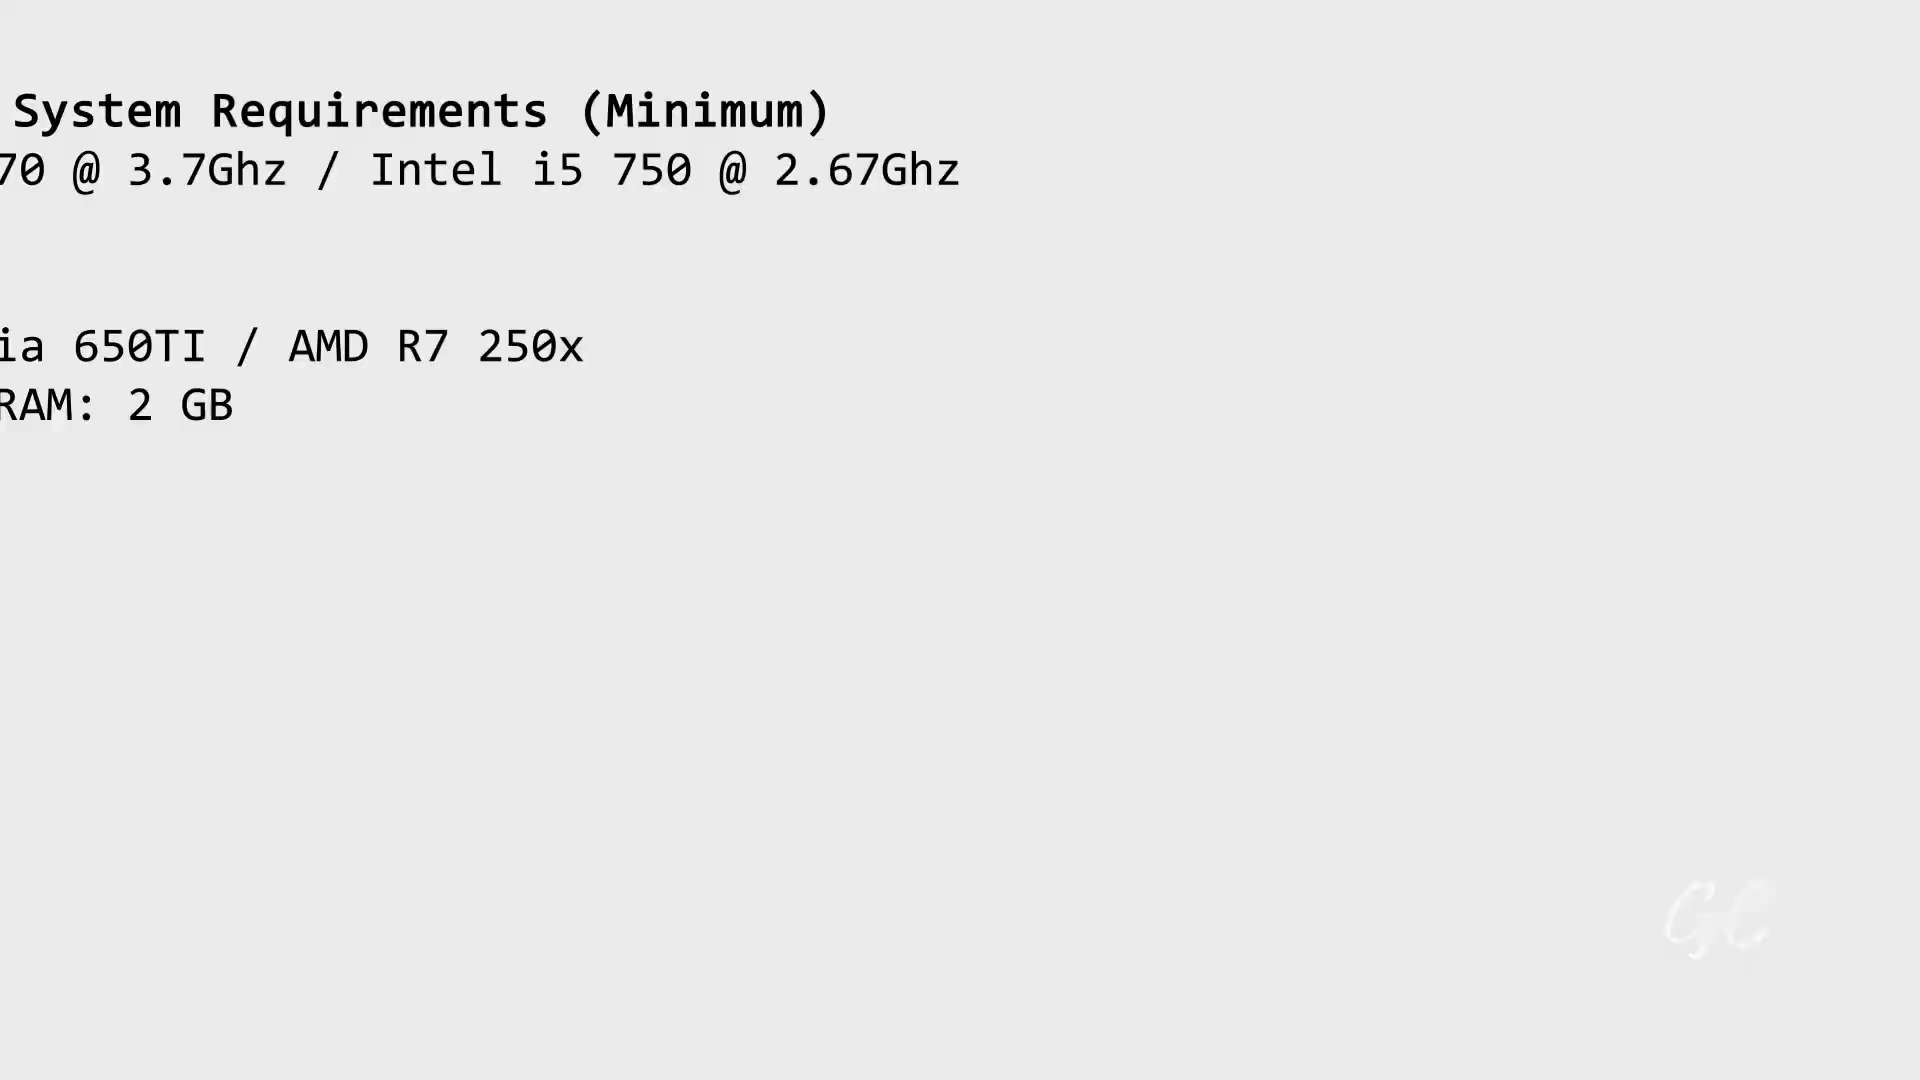 System Requirements (Minimum)
70 @ 3.7Ghz / Intel i5 750 @ 2.67Ghz
ia 650TI / AMD R7 250x
RAM: 2 GB
GC